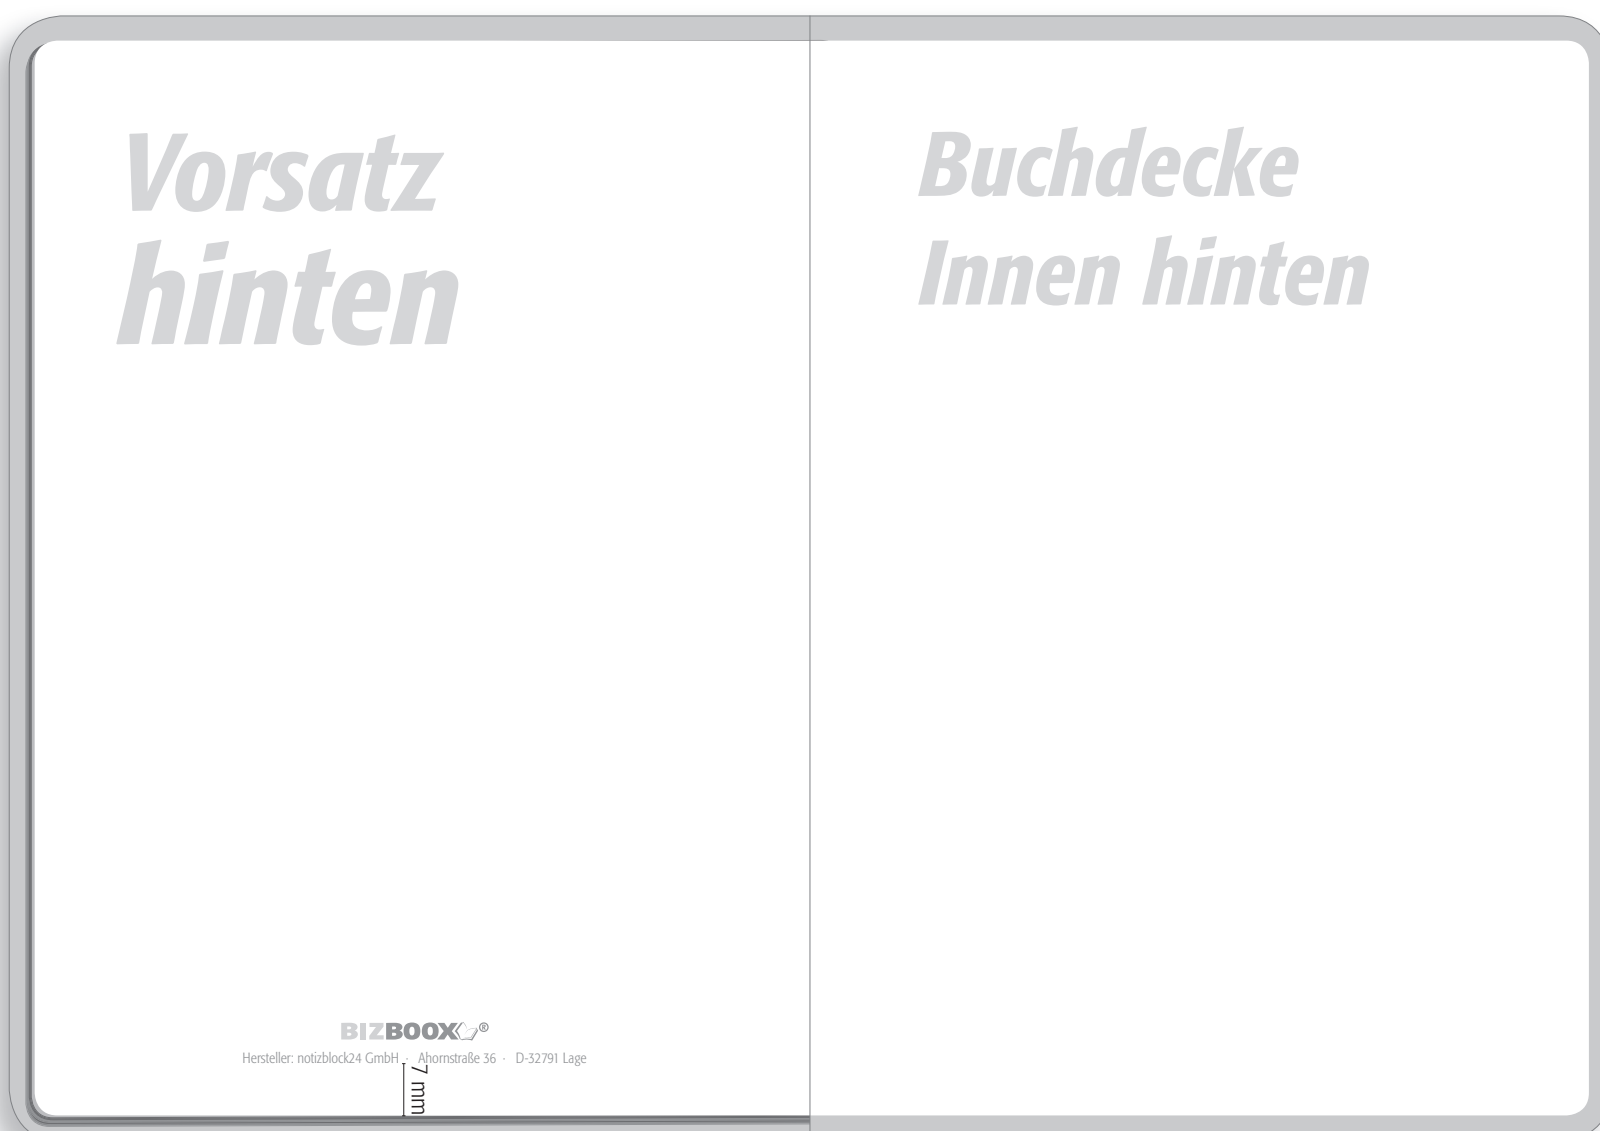 Vorsatz
hinten
Buchdecke
Innen hinten
BIZBOOX®
Hersteller: notizblock24 GmbH · Ahornstraße 36 · D-32791 Lage
7 mm